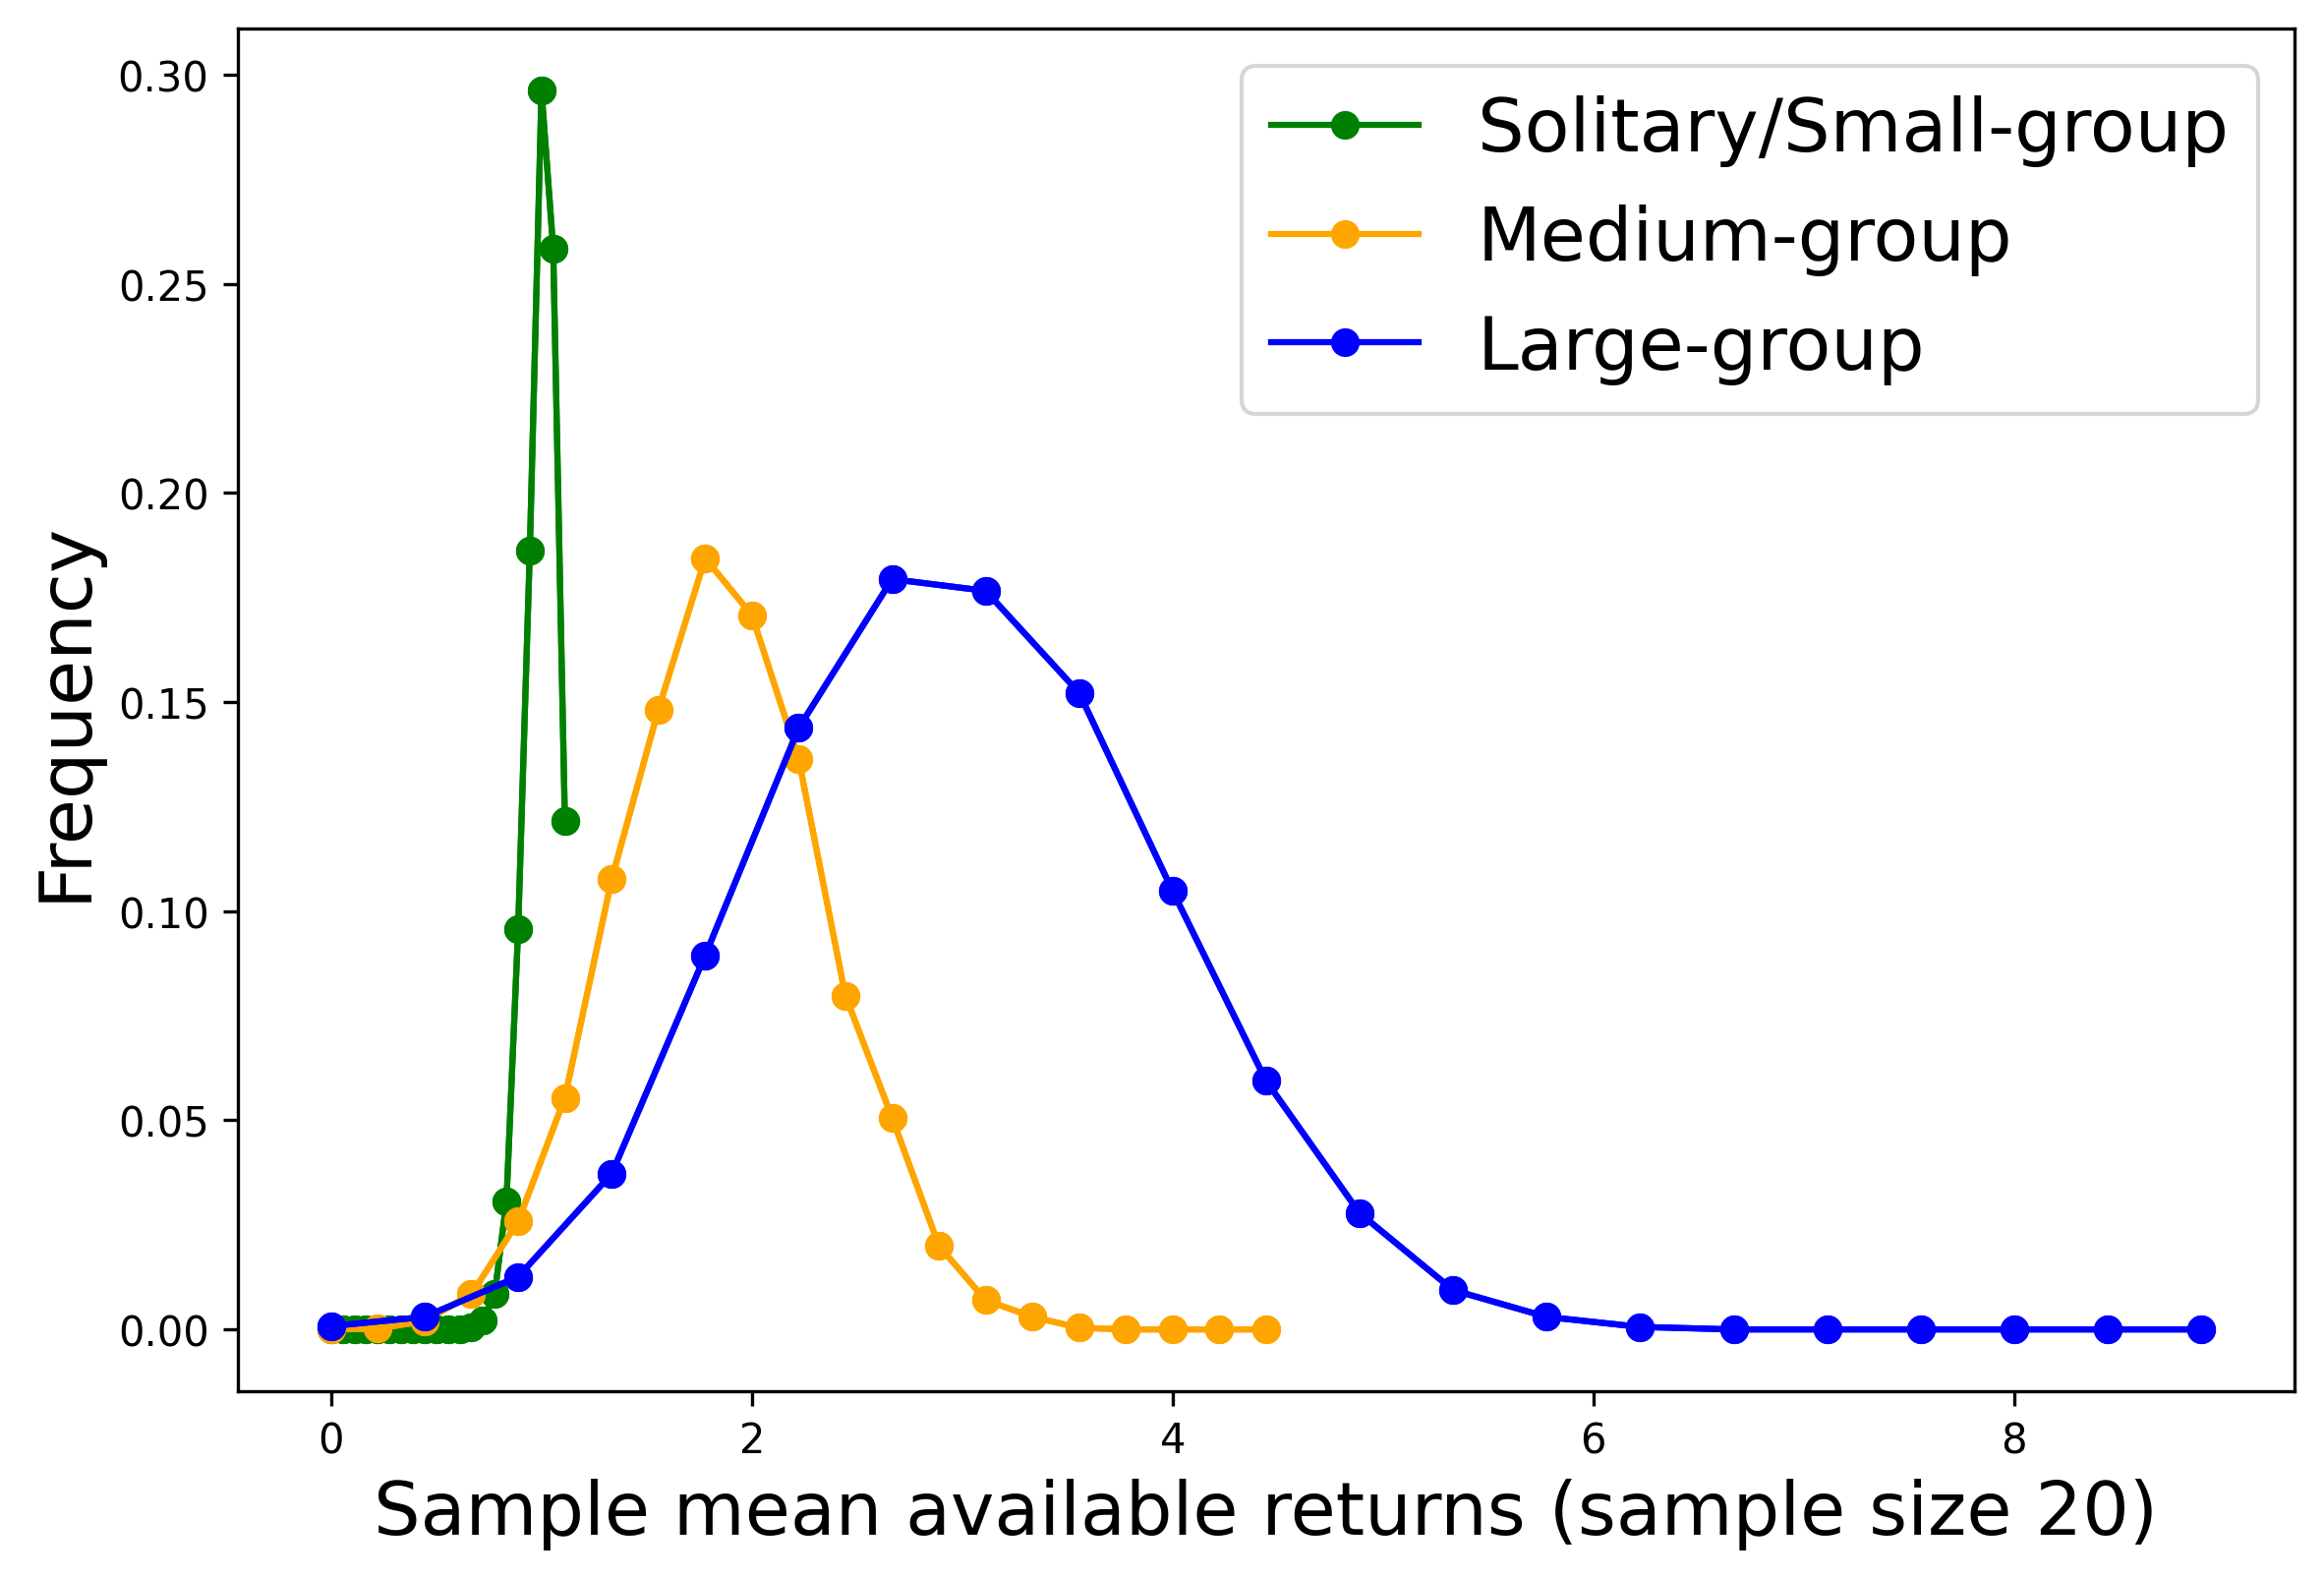 0.30
0.25
0.20
0.15
0.10
0.05
0.00
Frequency
Solitary/Small-group
Medium-group
Large-group
0 2 4 6 8
Sample mean available returns (sample size 20)